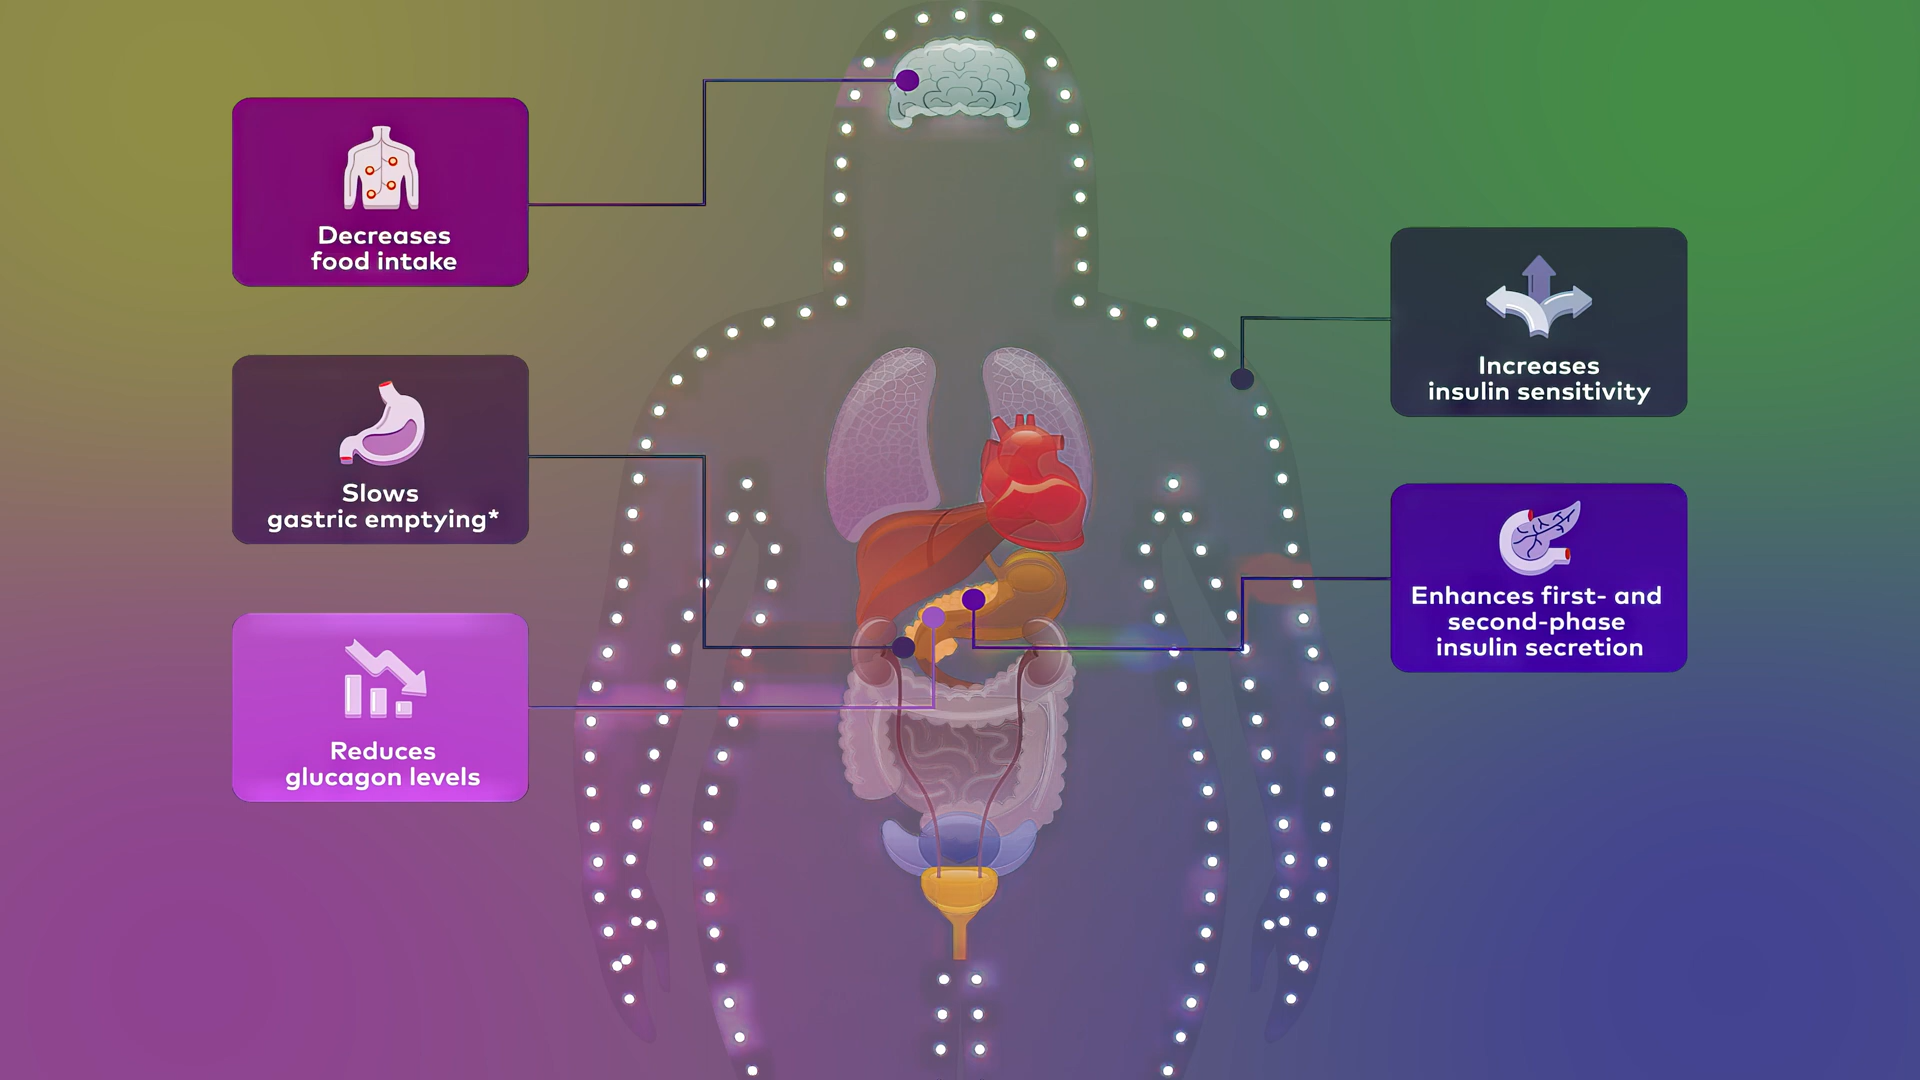 Decreases
food intake
Slows
gastric emptying*
Reduces
glucagon levels
Increases
insulin sensitivity
Enhances first- and
second-phase
insulin secretion